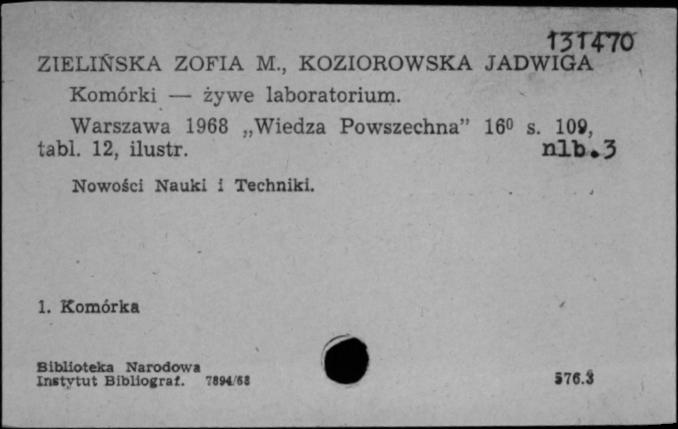 131470
ZIELIŃSKA ZOFIA M., KOZIOROWSKA JADWIGA
Komórki — żywe laboratorium.
Warszawa 1968 „Wiedza Powszechna” 16⁰ s. 109,
tabl. 12, ilustr. nlb.3
Nowości Nauki i Techniki.
1. Komórka
Biblioteka Narodowa
Instytut Bibliograf. 7894/68 576.3